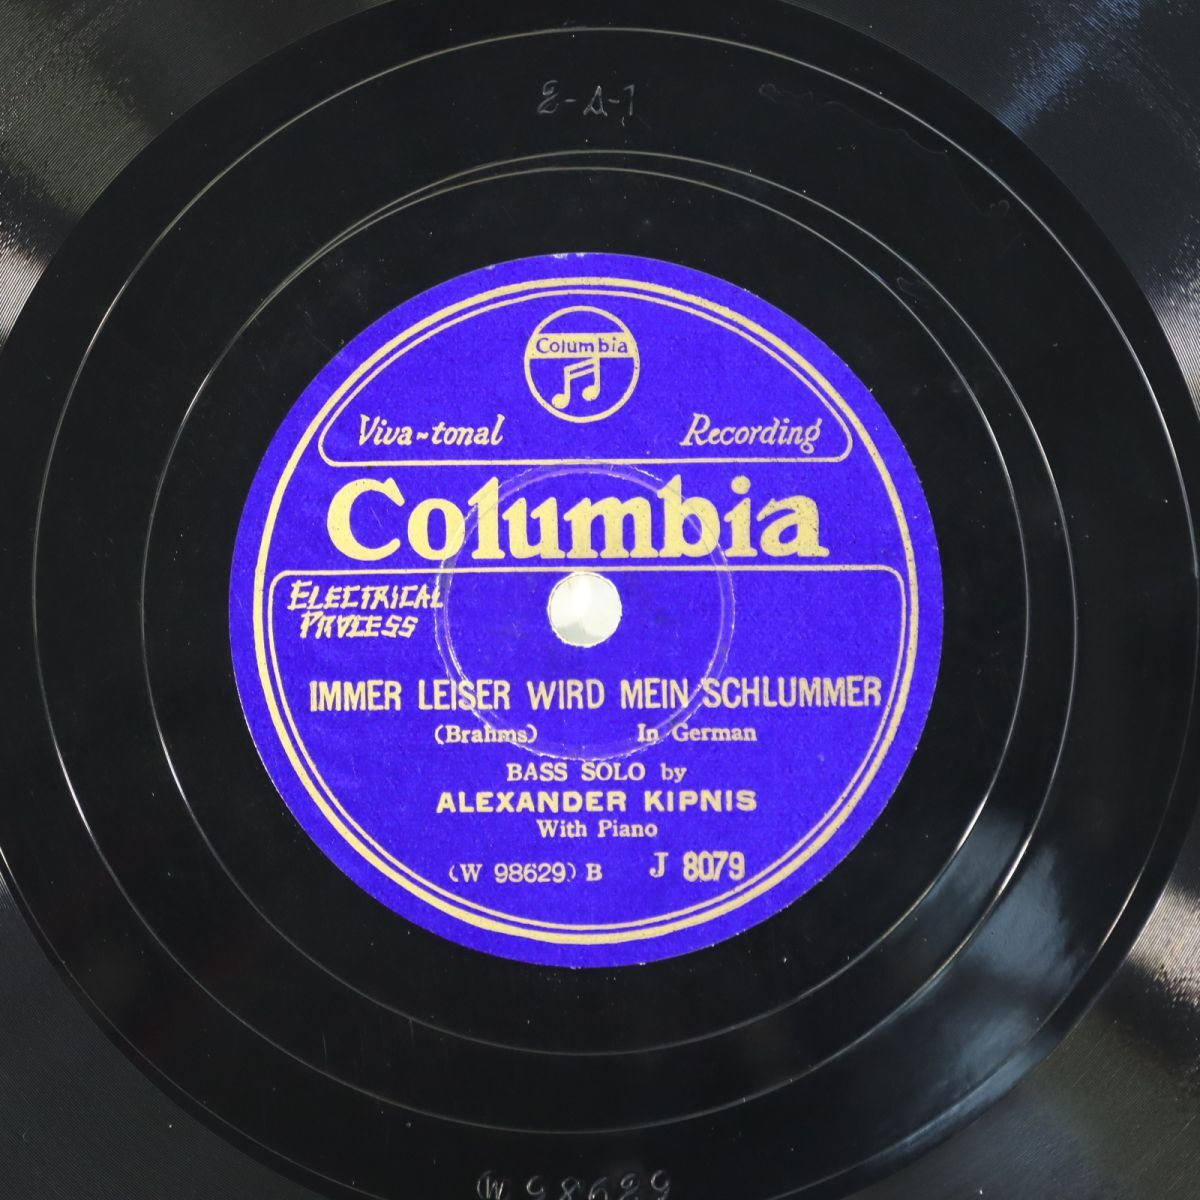 2-A-1
Columbia
Viva-tonal Recording
Columbia
ELECTRICAL
PROCESS
IMMER LEISER WIRD MEIN SCHLUMMER
(Brahms) In German
BASS SOLO by
ALEXANDER KIPNIS
With Piano
(W 98629) B J 8079
W 98629